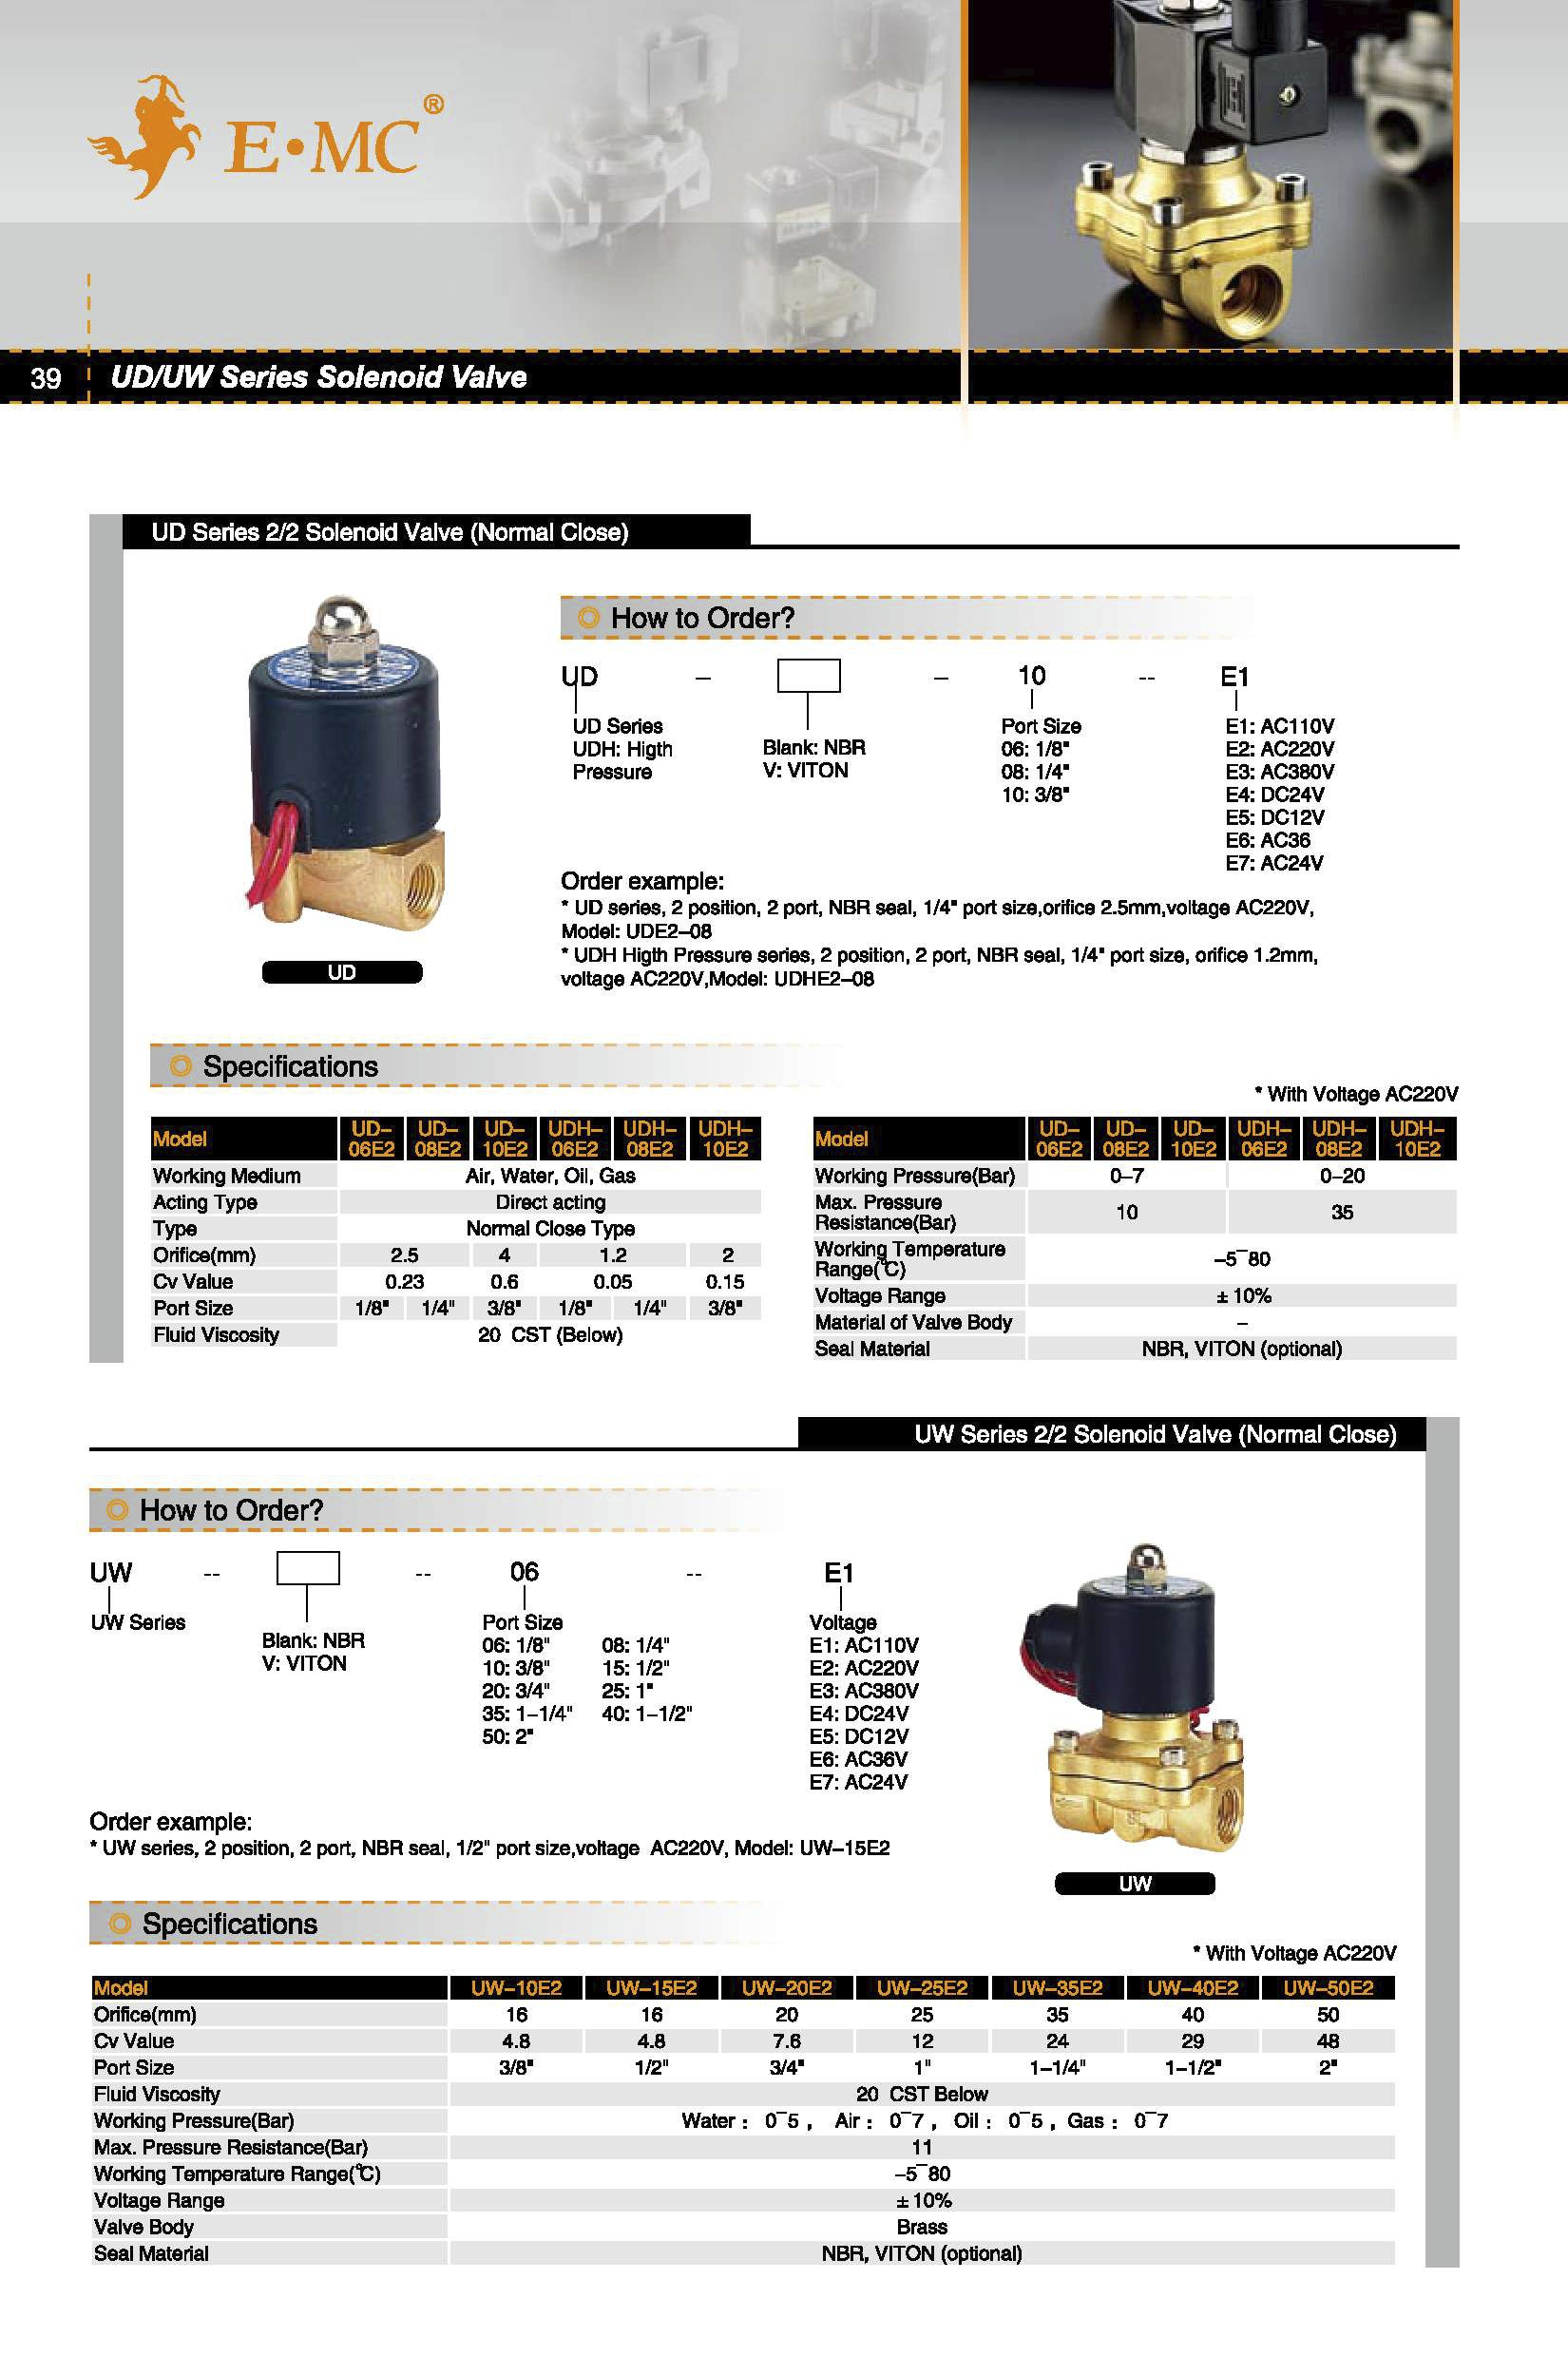 E•MC®
39 UD/UW Series Solenoid Valve
UD Series 2/2 Solenoid Valve (Normal Close)
How to Order?
UD – – 10 -- E1
UD Series
UDH: Higth
Pressure
Blank: NBR
V: VITON
Port Size
06: 1/8"
08: 1/4"
10: 3/8"
E1: AC110V
E2: AC220V
E3: AC380V
E4: DC24V
E5: DC12V
E6: AC36
E7: AC24V
Order example:
* UD series, 2 position, 2 port, NBR seal, 1/4" port size,orifice 2.5mm,voltage AC220V,
Model: UDE2–08
* UDH Higth Pressure series, 2 position, 2 port, NBR seal, 1/4" port size, orifice 1.2mm,
voltage AC220V,Model: UDHE2–08
UD
Specifications
* With Voltage AC220V
Model UD–06E2 UD–08E2 UD–10E2 UDH–06E2 UDH–08E2 UDH–10E2
Working Medium Air, Water, Oil, Gas
Acting Type Direct acting
Type Normal Close Type
Orifice(mm) 2.5 4 1.2 2
Cv Value 0.23 0.6 0.05 0.15
Port Size 1/8" 1/4" 3/8" 1/8" 1/4" 3/8"
Fluid Viscosity 20 CST (Below)
Model UD–06E2 UD–08E2 UD–10E2 UDH–06E2 UDH–08E2 UDH–10E2
Working Pressure(Bar) 0–7 0–20
Max. Pressure
Resistance(Bar) 10 35
Working Temperature
Range(℃) –5‾80
Voltage Range ± 10%
Material of Valve Body –
Seal Material NBR, VITON (optional)
UW Series 2/2 Solenoid Valve (Normal Close)
How to Order?
UW -- -- 06 -- E1
UW Series
Blank: NBR
V: VITON
Port Size
06: 1/8" 08: 1/4"
10: 3/8" 15: 1/2"
20: 3/4" 25: 1"
35: 1–1/4" 40: 1–1/2"
50: 2"
Voltage
E1: AC110V
E2: AC220V
E3: AC380V
E4: DC24V
E5: DC12V
E6: AC36V
E7: AC24V
Order example:
* UW series, 2 position, 2 port, NBR seal, 1/2" port size,voltage AC220V, Model: UW–15E2
UW
Specifications
* With Voltage AC220V
Model UW–10E2 UW–15E2 UW–20E2 UW–25E2 UW–35E2 UW–40E2 UW–50E2
Orifice(mm) 16 16 20 25 35 40 50
Cv Value 4.8 4.8 7.6 12 24 29 48
Port Size 3/8" 1/2" 3/4" 1" 1–1/4" 1–1/2" 2"
Fluid Viscosity 20 CST Below
Working Pressure(Bar) Water : 0‾5 , Air : 0‾7 , Oil : 0‾5 , Gas : 0‾7
Max. Pressure Resistance(Bar) 11
Working Temperature Range(℃) –5‾80
Voltage Range ± 10%
Valve Body Brass
Seal Material NBR, VITON (optional)